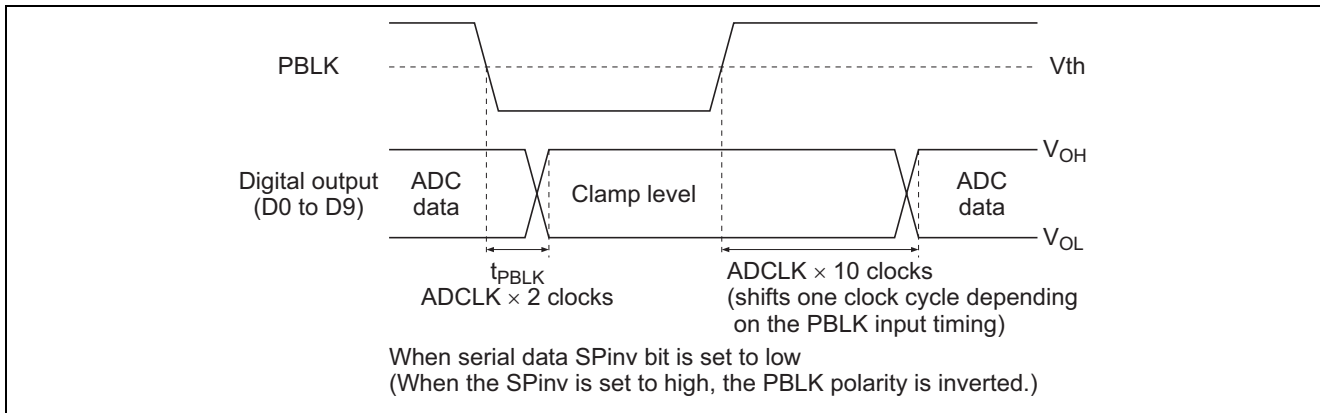 PBLK
Vth
Digital output
(D0 to D9)
ADC
data
Clamp level
ADC
data
VOH
VOL
tPBLK
ADCLK × 2 clocks
ADCLK × 10 clocks
(shifts one clock cycle depending
on the PBLK input timing)
When serial data SPinv bit is set to low
(When the SPinv is set to high, the PBLK polarity is inverted.)